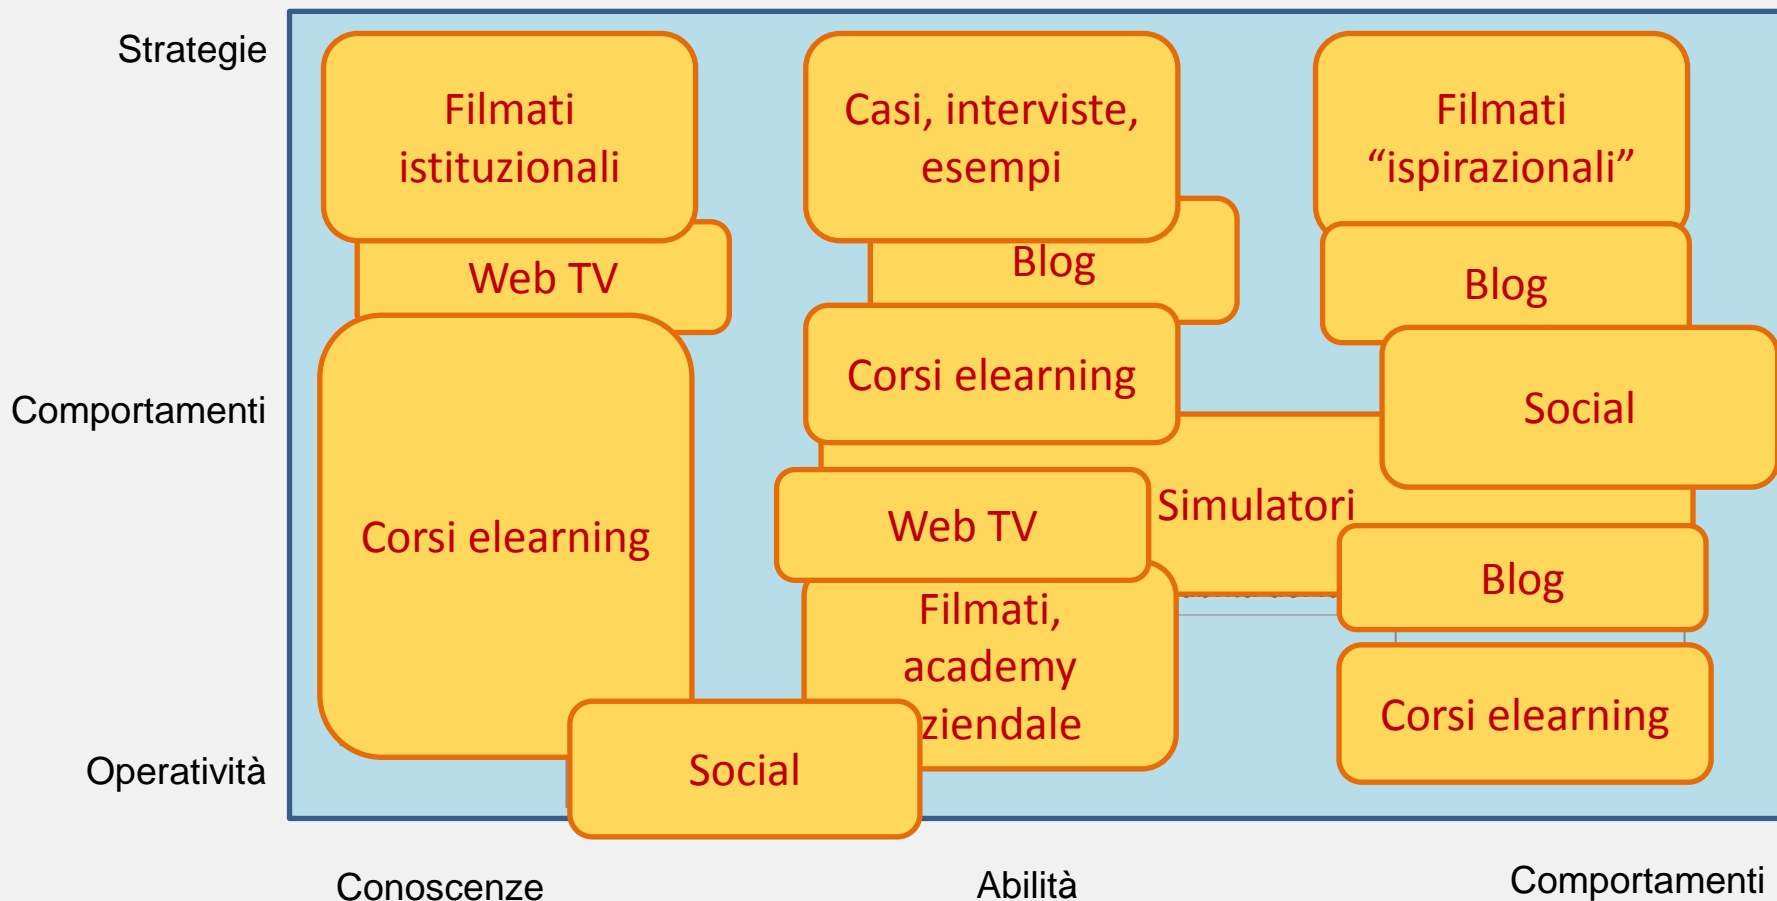 Strategie
Filmati
istituzionali
Casi, interviste,
esempi
Filmati
“ispirazionali”
Web TV
Blog
Blog
Corsi elearning
Comportamenti
Social
Simulatori
Corsi elearning
Web TV
Blog
Filmati,
academy
ziendale
Corsi elearning
Operatività
Social
Conoscenze
Abilità
Comportamenti